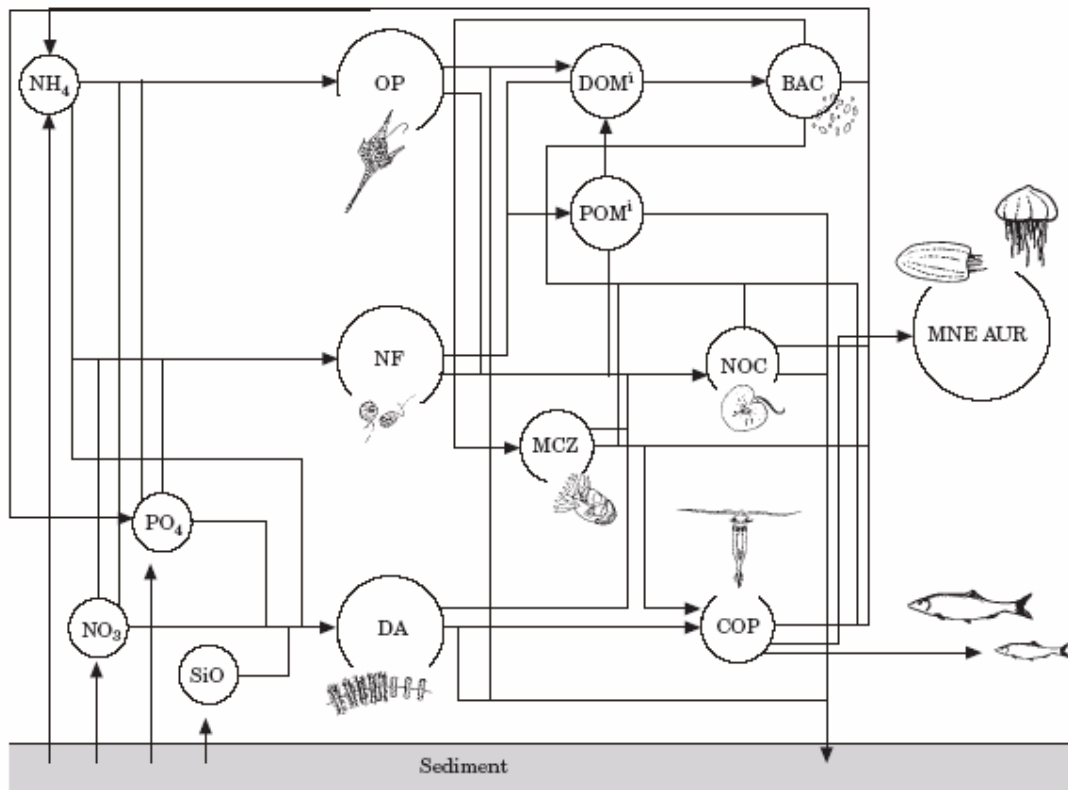 NH₄
OP
DOMⁱ
BAC
POMⁱ
MNE AUR
NF
NOC
MCZ
PO₄
NO₃
DA
COP
SiO
Sediment